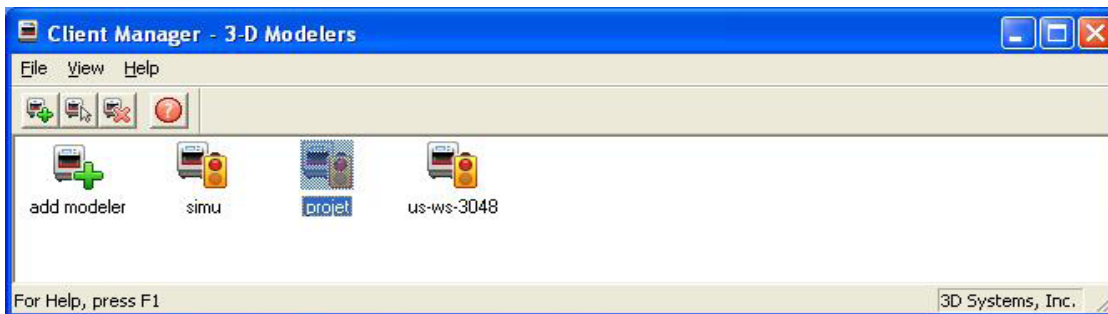 Client Manager - 3-D Modelers
File View Help
add modeler simu projet us-ws-3048
For Help, press F1 3D Systems, Inc.